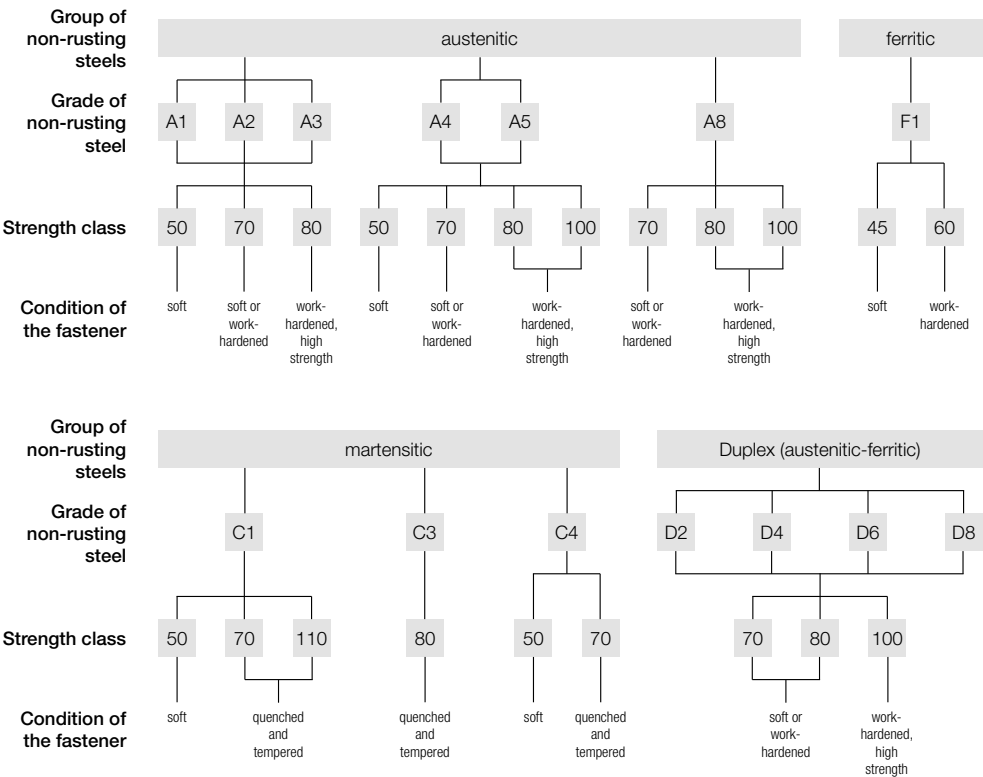 Group of
non-rusting
steels
austenitic
ferritic
Grade of
non-rusting
steel
A1 A2 A3 A4 A5 A8 F1
Strength class
50 70 80 50 70 80 100 70 80 100 45 60
Condition of
the fastener
soft
soft or
work-
hardened
work-
hardened,
high
strength
soft
soft or
work-
hardened
work-
hardened,
high
strength
soft or
work-
hardened
work-
hardened,
high
strength
soft
work-
hardened
Group of
non-rusting
steels
martensitic
Duplex (austenitic-ferritic)
Grade of
non-rusting
steel
C1 C3 C4 D2 D4 D6 D8
Strength class
50 70 110 80 50 70 70 80 100
Condition of
the fastener
soft
quenched
and
tempered
quenched
and
tempered
soft
quenched
and
tempered
soft or
work-
hardened
work-
hardened,
high
strength